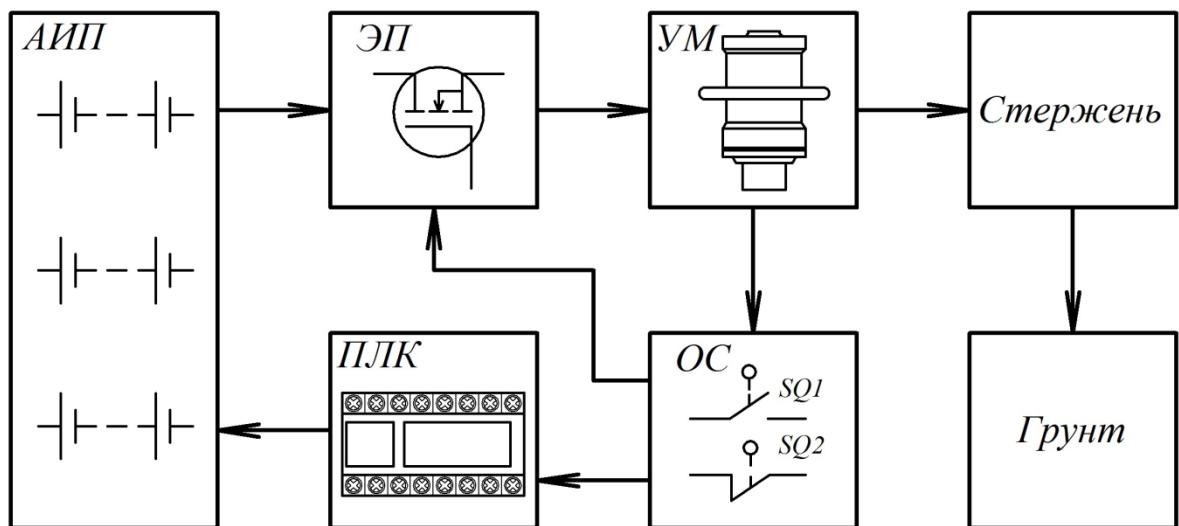 АИП
ЭП
УМ
Стержень
ПЛК
ОС
SQ1
SQ2
Грунт